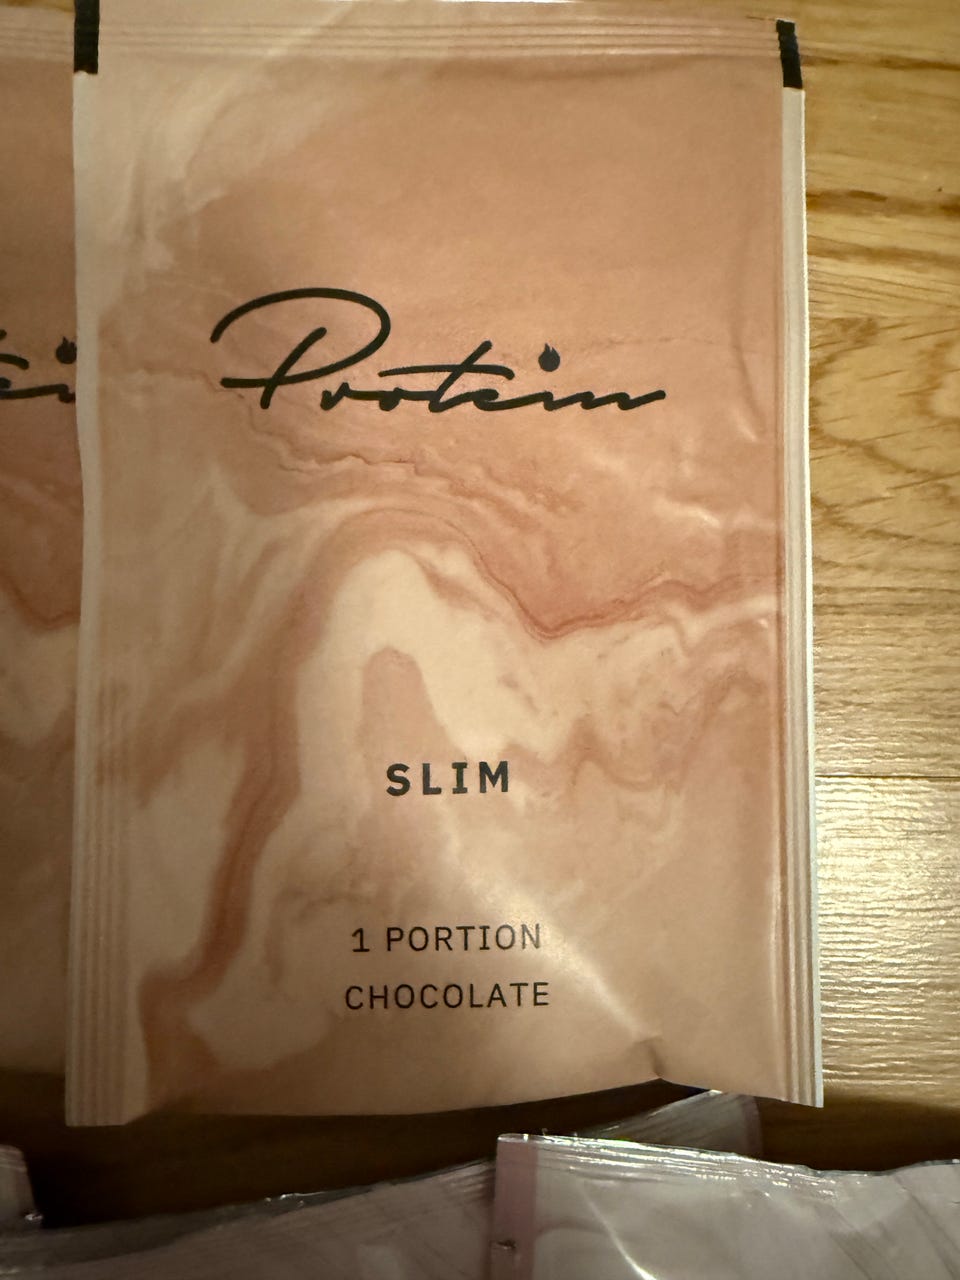 Protein
SLIM
1 PORTION
CHOCOLATE